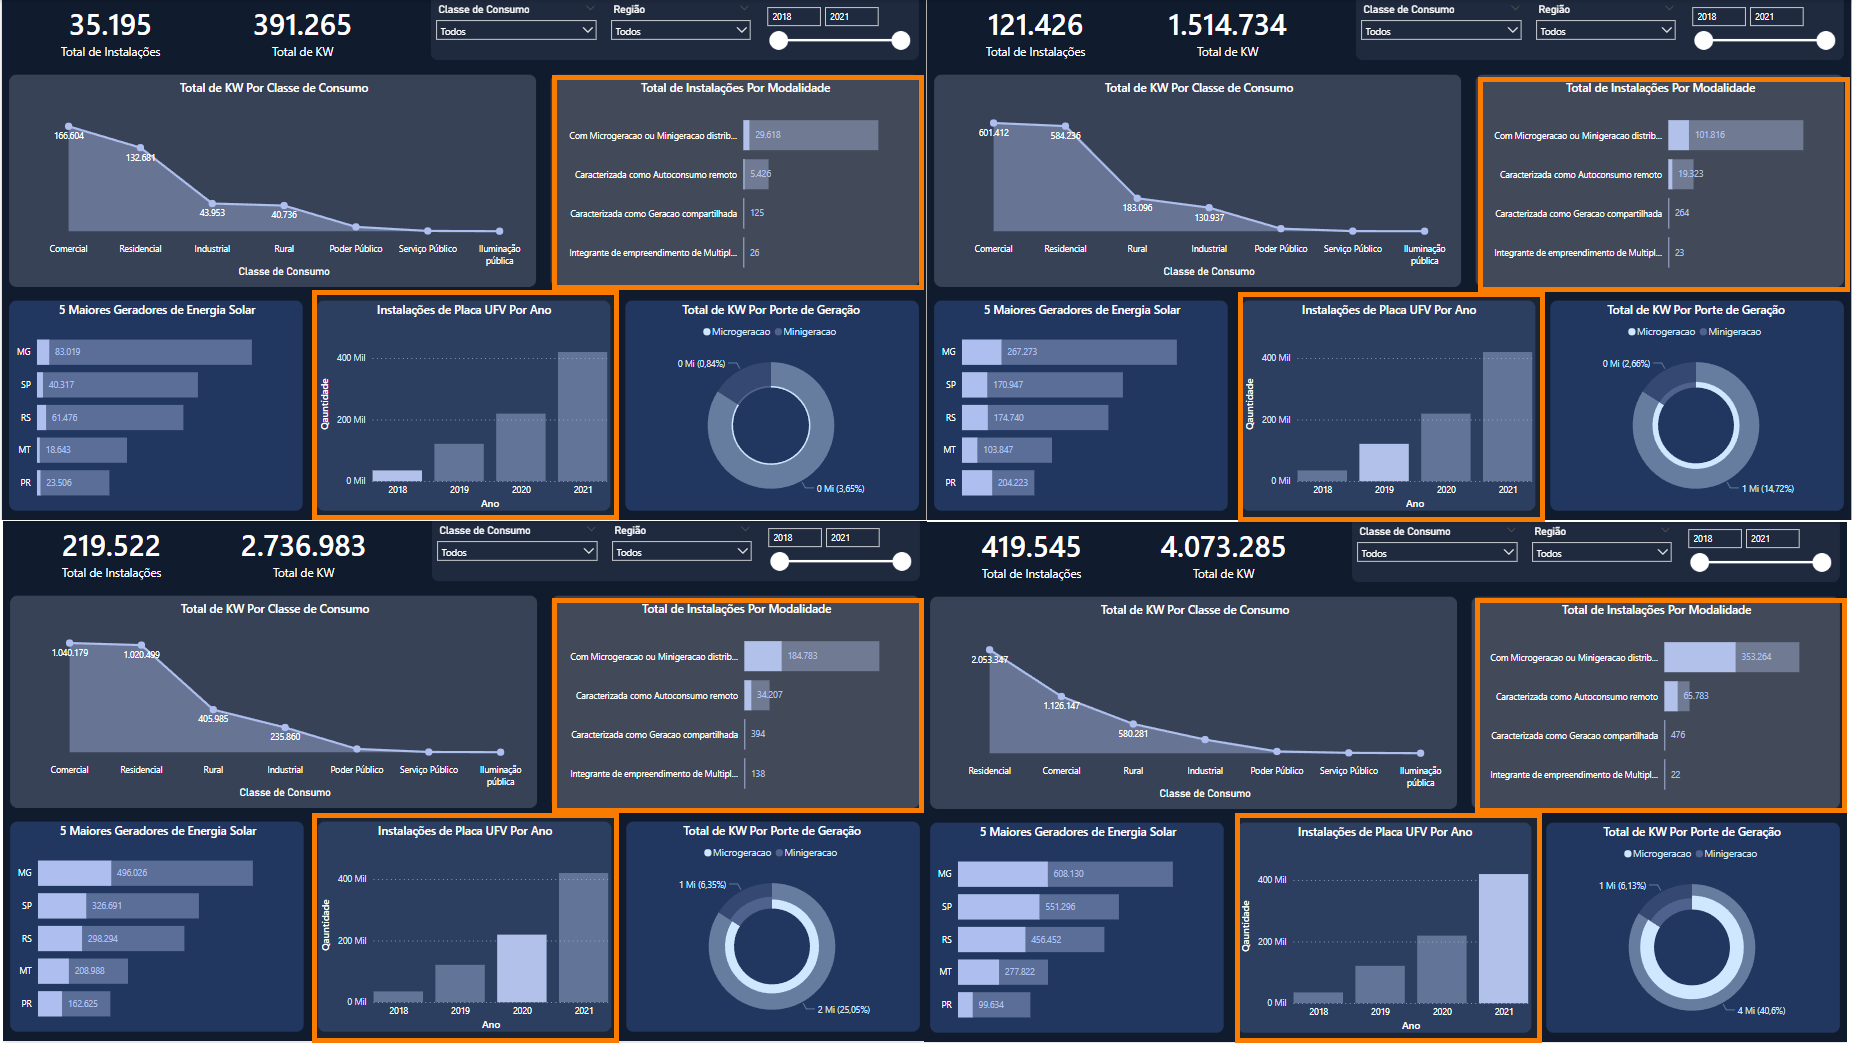 35.195
Total de Instalações
391.265
Total de KW
Classe de Consumo
Todos
Região
Todos
2018
2021
Total de KW Por Classe de Consumo
166.604
132.681
43.953
40.736
Comercial
Residencial
Industrial
Rural
Poder Público
Serviço Público
Iluminação
pública
Classe de Consumo
Total de Instalações Por Modalidade
Com Microgeracao ou Minigeracao distrib... 29.618
Caracterizada como Autoconsumo remoto 5.426
Caracterizada como Geracao compartilhada 125
Integrante de empreendimento de Multipl... 26
5 Maiores Geradores de Energia Solar
MG 83.019
SP 40.317
RS 61.476
MT 18.643
PR 23.506
Instalações de Placa UFV Por Ano
Qauntidade
400 Mil
200 Mil
0 Mil
2018
2019
2020
2021
Ano
Total de KW Por Porte de Geração
Microgeracao
Minigeracao
0 Mi (0,84%)
0 Mi (3,65%)
121.426
Total de Instalações
1.514.734
Total de KW
Classe de Consumo
Todos
Região
Todos
2018
2021
Total de KW Por Classe de Consumo
601.412
584.236
183.096
130.937
Comercial
Residencial
Rural
Industrial
Poder Público
Serviço Público
Iluminação
pública
Classe de Consumo
Total de Instalações Por Modalidade
Com Microgeracao ou Minigeracao distrib... 101.816
Caracterizada como Autoconsumo remoto 19.323
Caracterizada como Geracao compartilhada 264
Integrante de empreendimento de Multipl... 23
5 Maiores Geradores de Energia Solar
MG 267.273
SP 170.947
RS 174.740
MT 103.847
PR 204.223
Instalações de Placa UFV Por Ano
Qauntidade
400 Mil
200 Mil
0 Mil
2018
2019
2020
2021
Ano
Total de KW Por Porte de Geração
Microgeracao
Minigeracao
0 Mi (2,66%)
1 Mi (14,72%)
219.522
Total de Instalações
2.736.983
Total de KW
Classe de Consumo
Todos
Região
Todos
2018
2021
Total de KW Por Classe de Consumo
1.040.179
1.020.499
405.985
235.860
Comercial
Residencial
Rural
Industrial
Poder Público
Serviço Público
Iluminação
pública
Classe de Consumo
Total de Instalações Por Modalidade
Com Microgeracao ou Minigeracao distrib... 184.783
Caracterizada como Autoconsumo remoto 34.207
Caracterizada como Geracao compartilhada 394
Integrante de empreendimento de Multipl... 138
5 Maiores Geradores de Energia Solar
MG 496.026
SP 326.691
RS 298.294
MT 208.988
PR 162.625
Instalações de Placa UFV Por Ano
Qauntidade
400 Mil
200 Mil
0 Mil
2018
2019
2020
2021
Ano
Total de KW Por Porte de Geração
Microgeracao
Minigeracao
1 Mi (6,35%)
2 Mi (25,05%)
419.545
Total de Instalações
4.073.285
Total de KW
Classe de Consumo
Todos
Região
Todos
2018
2021
Total de KW Por Classe de Consumo
2.053.347
1.126.147
580.281
Residencial
Comercial
Rural
Industrial
Poder Público
Serviço Público
Iluminação
pública
Classe de Consumo
Total de Instalações Por Modalidade
Com Microgeracao ou Minigeracao distrib... 353.264
Caracterizada como Autoconsumo remoto 65.783
Caracterizada como Geracao compartilhada 476
Integrante de empreendimento de Multipl... 22
5 Maiores Geradores de Energia Solar
MG 608.130
SP 551.296
RS 456.452
MT 277.822
PR 99.634
Instalações de Placa UFV Por Ano
Qauntidade
400 Mil
200 Mil
0 Mil
2018
2019
2020
2021
Ano
Total de KW Por Porte de Geração
Microgeracao
Minigeracao
1 Mi (6,13%)
4 Mi (40,6%)